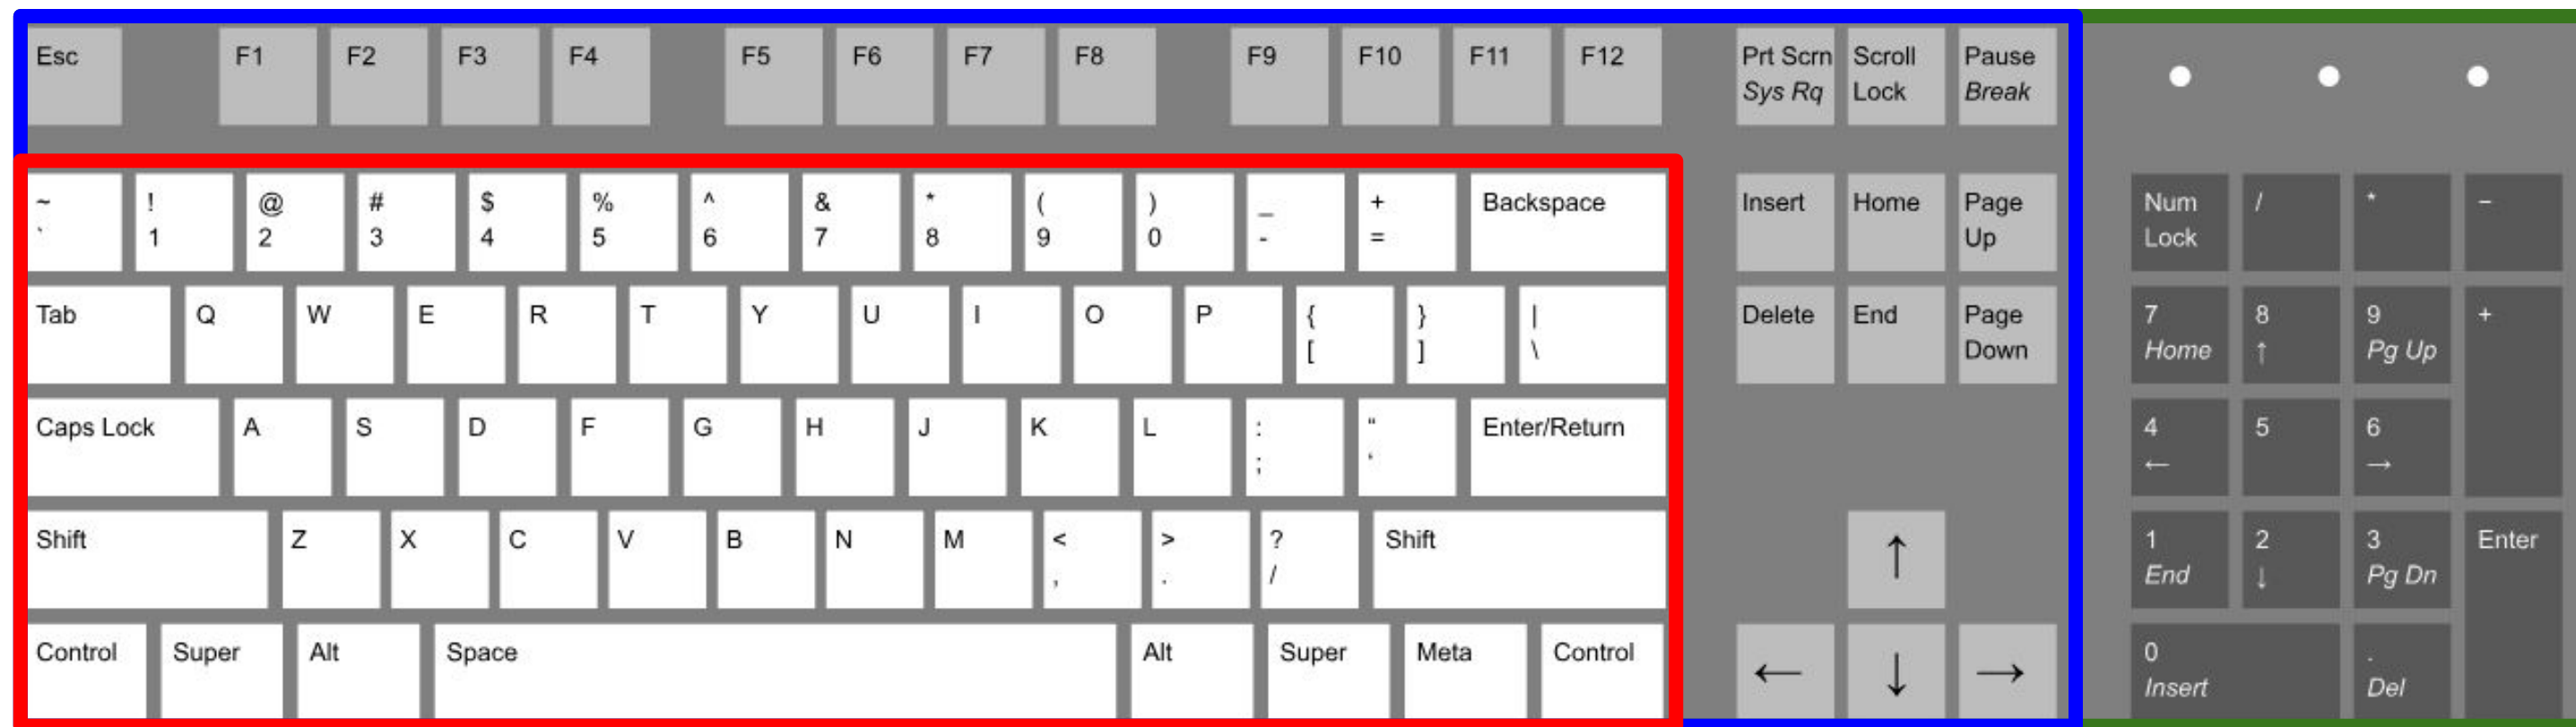 Esc F1 F2 F3 F4 F5 F6 F7 F8 F9 F10 F11 F12 Prt Scrn Scroll Pause
Sys Rq Lock Break
~ ! @ # $ % ^ & * ( ) _ + Backspace Insert Home Page Num / * −
` 1 2 3 4 5 6 7 8 9 0 - = Up Lock
Tab Q W E R T Y U I O P { } | Delete End Page 7 8 9 +
[ ] \ Down Home ↑ Pg Up
Caps Lock A S D F G H J K L : “ Enter/Return 4 5 6
; ‘ ← →
Shift Z X C V B N M < > ? Shift ↑ 1 2 3 Enter
, . / End ↓ Pg Dn
Control Super Alt Space Alt Super Meta Control ← ↓ → 0 .
Insert Del